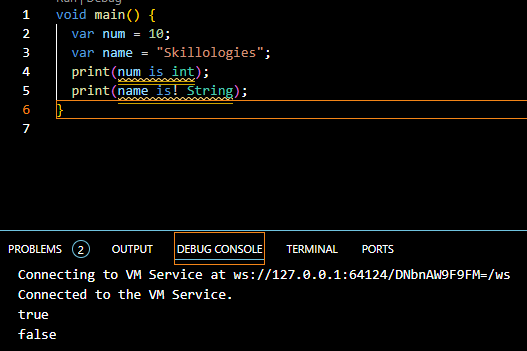 Run | Debug
1 void main() {
2 var num = 10;
3 var name = "Skillologies";
4 print(num is int);
5 print(name is! String);
6 }
7
PROBLEMS 2 OUTPUT DEBUG CONSOLE TERMINAL PORTS
Connecting to VM Service at ws://127.0.0.1:64124/DNbnAW9F9FM=/ws
Connected to the VM Service.
true
false